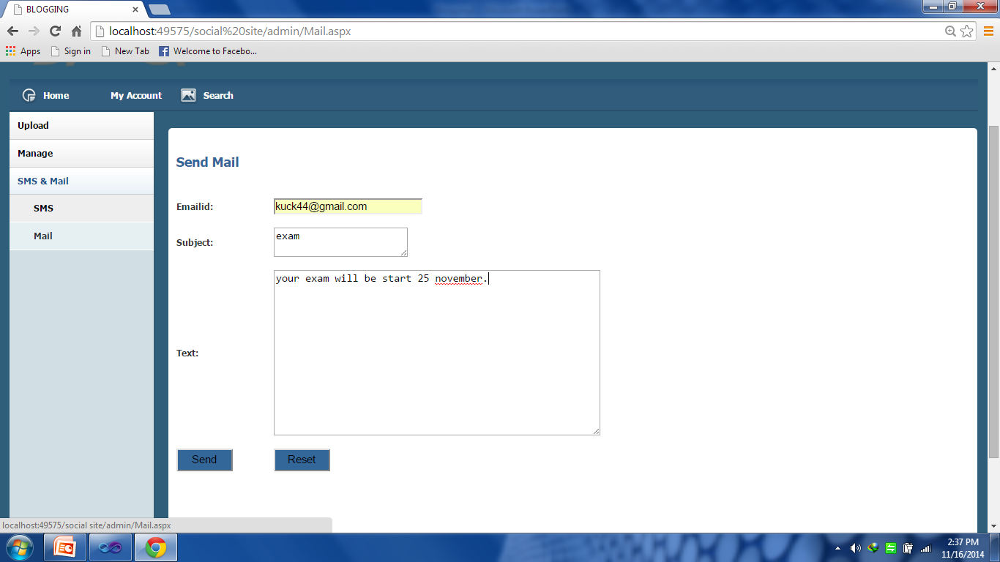 BLOGGING
localhost:49575/social%20site/admin/Mail.aspx
Apps Sign in New Tab Welcome to Facebo...
Home My Account Search
Upload
Manage
SMS & Mail
SMS
Mail
Send Mail
Emailid: kuck44@gmail.com
Subject: exam
Text: your exam will be start 25 november.
Send Reset
localhost:49575/social site/admin/Mail.aspx
2:37 PM
11/16/2014